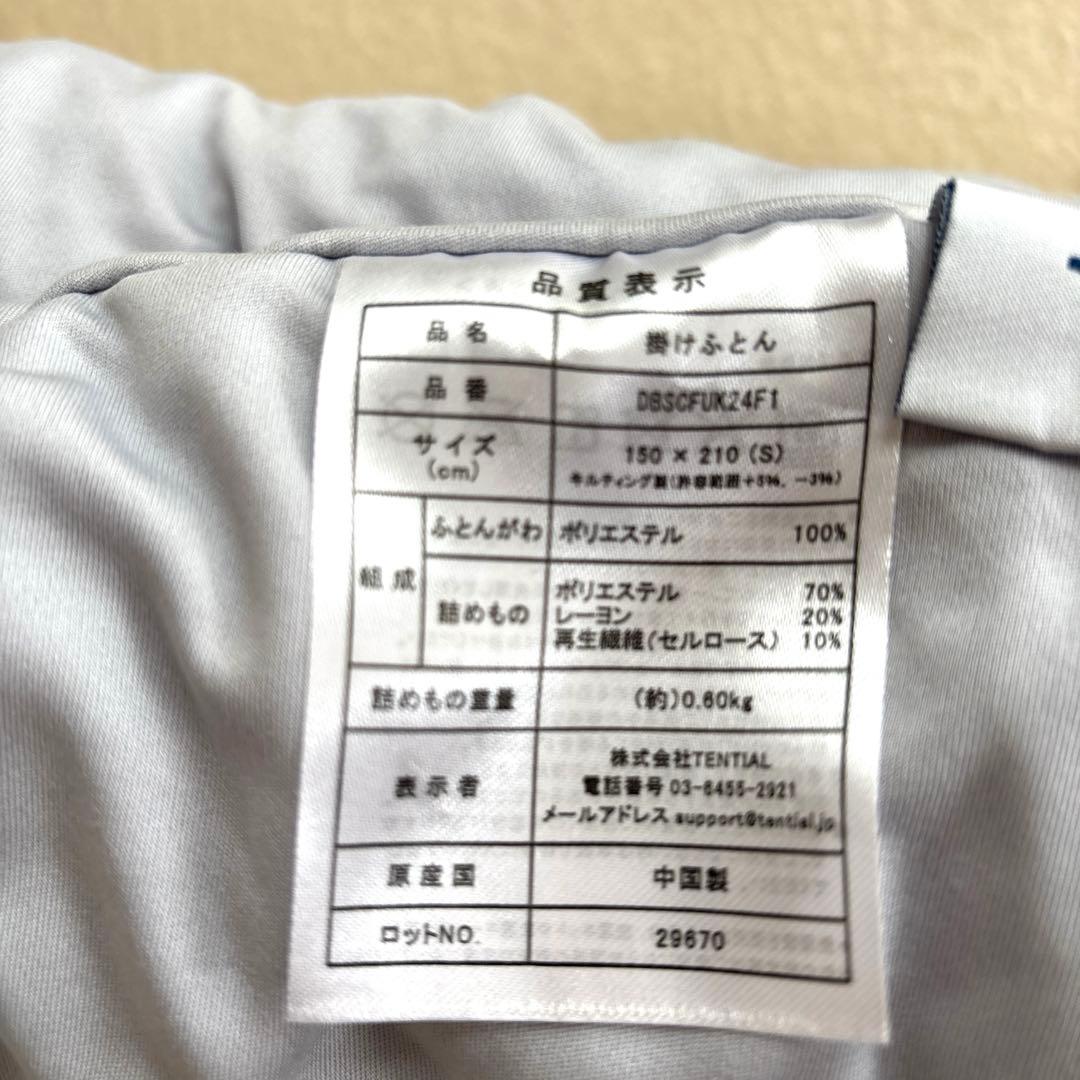 品質表示
品名 掛けふとん
品番 DBSCFUK24F1
サイズ(cm) 150 × 210 (S)
キルティング製(許容範囲+5%, -3%)
組成 ふとんがわ ポリエステル 100%
詰めもの ポリエステル 70%
レーヨン 20%
再生繊維(セルロース) 10%
詰めもの重量 (約)0.60kg
表示者 株式会社TENTIAL
電話番号 03-6455-2921
メールアドレス support@tential.jp
原産国 中国製
ロットNO. 29670